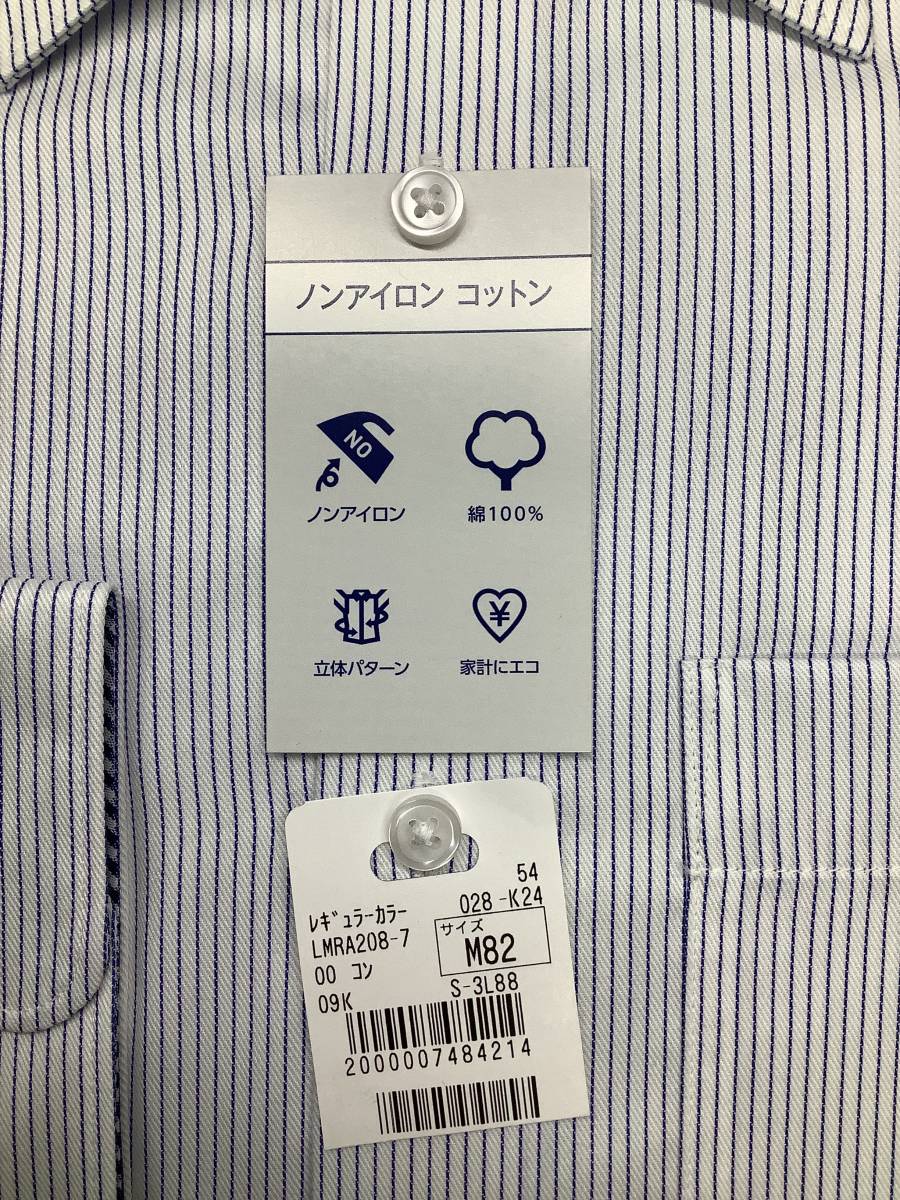 ノンアイロン コットン
NO
ノンアイロン
綿100%
¥
立体パターン
家計にエコ
54
028-K24
レギュラーカラー
LMRA208-7
サイズ
M82
00 コン
S-3L88
09K
2000007484214